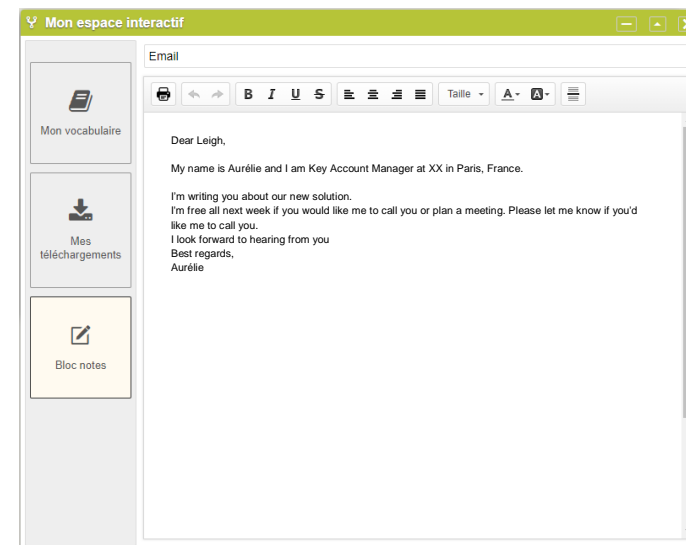 Mon espace interactif
Email
Mon vocabulaire
B I U S Taille A A
Dear Leigh,
My name is Aurélie and I am Key Account Manager at XX in Paris, France.
I'm writing you about our new solution.
I'm free all next week if you would like me to call you or plan a meeting. Please let me know if you'd
like me to call you.
I look forward to hearing from you
Best regards,
Aurélie
Mes
téléchargements
Bloc notes